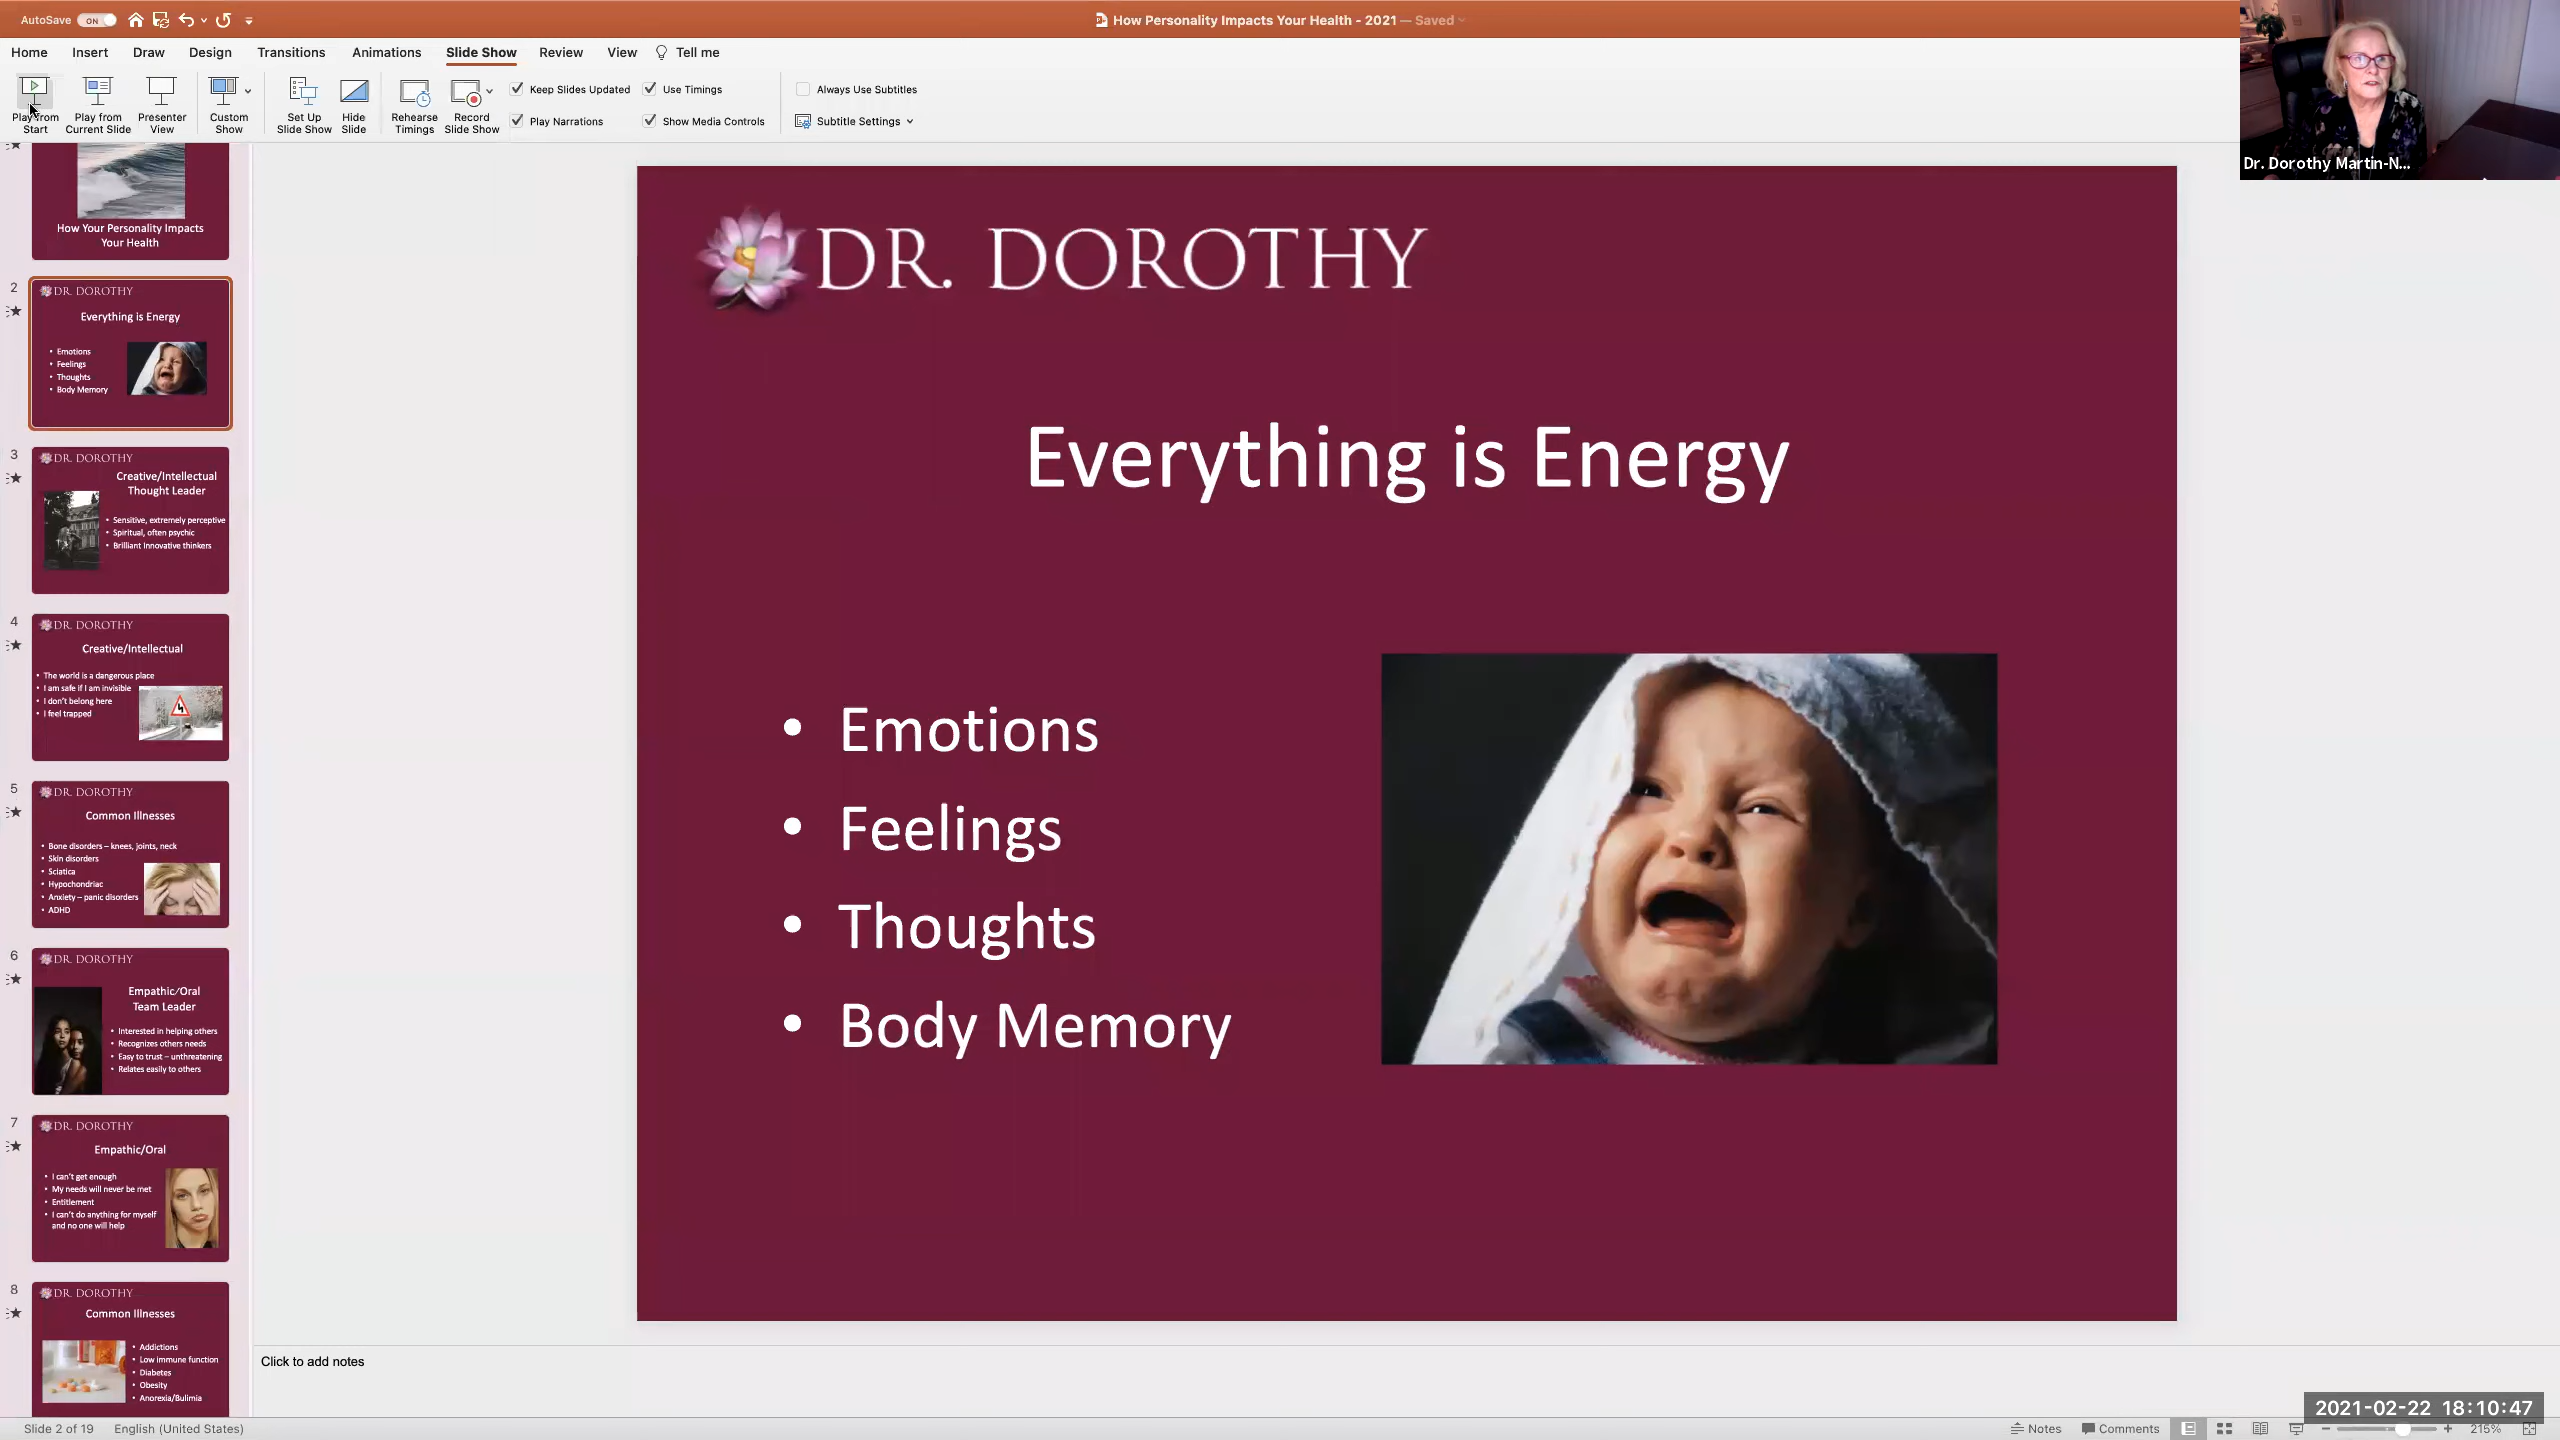 AutoSave ON
How Personality Impacts Your Health - 2021 — Saved
Home Insert Draw Design Transitions Animations Slide Show Review View Tell me
Play from Start
Play from Current Slide
Presenter View
Custom Show
Set Up Slide Show
Hide Slide
Rehearse Timings
Record Slide Show
Keep Slides Updated
Use Timings
Play Narrations
Show Media Controls
Always Use Subtitles
Subtitle Settings
Dr. Dorothy Martin-N...
How Your Personality Impacts
Your Health
2
DR. DOROTHY
Everything is Energy
• Emotions
• Feelings
• Thoughts
• Body Memory
3
DR. DOROTHY
Creative/Intellectual
Thought Leader
• Sensitive, extremely perceptive
• Spiritual, often psychic
• Brilliant Innovative thinkers
4
DR. DOROTHY
Creative/Intellectual
• The world is a dangerous place
• I am safe if I am invisible
• I don't belong here
• I feel trapped
5
DR. DOROTHY
Common Illnesses
• Bone disorders – knees, joints, neck
• Skin disorders
• Sciatica
• Hypochondriac
• Anxiety – panic disorders
• ADHD
6
DR. DOROTHY
Empathic/Oral
Team Leader
• Interested in helping others
• Recognizes others needs
• Easy to trust – unthreatening
• Relates easily to others
7
DR. DOROTHY
Empathic/Oral
• I can't get enough
• My needs will never be met
• Entitlement
• I can't do anything for myself
and no one will help
8
DR. DOROTHY
Common Illnesses
• Addictions
• Low immune function
• Diabetes
• Obesity
• Anorexia/Bulimia
DR. DOROTHY
Everything is Energy
• Emotions
• Feelings
• Thoughts
• Body Memory
Click to add notes
2021-02-22 18:10:47
Slide 2 of 19 English (United States)
Notes Comments 215%